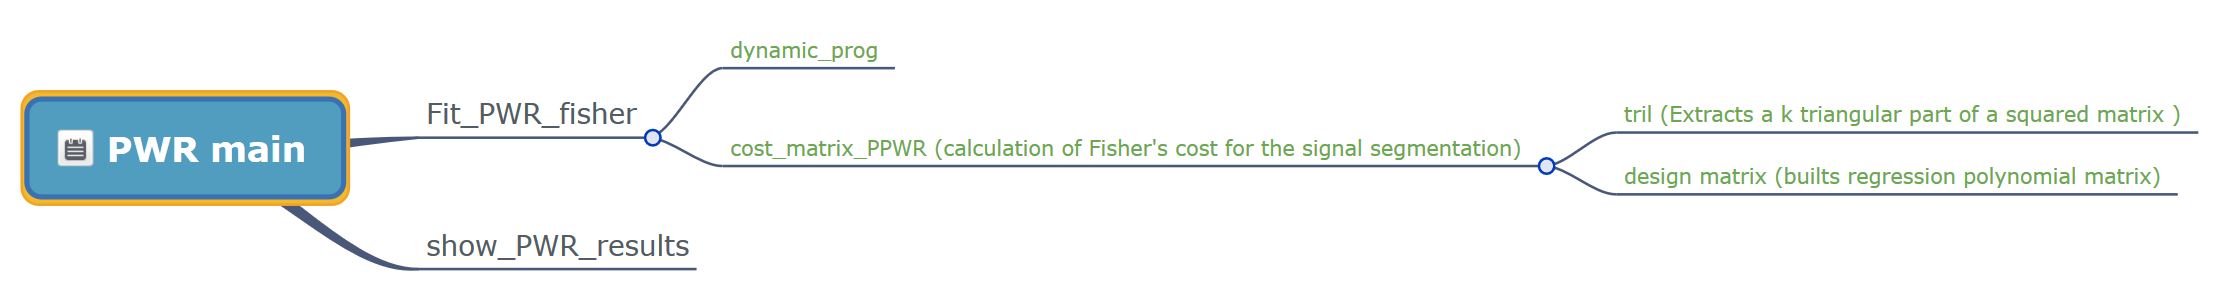 PWR main
Fit_PWR_fisher
dynamic_prog
cost_matrix_PPWR (calculation of Fisher's cost for the signal segmentation)
tril (Extracts a k triangular part of a squared matrix )
design matrix (builts regression polynomial matrix)
show_PWR_results